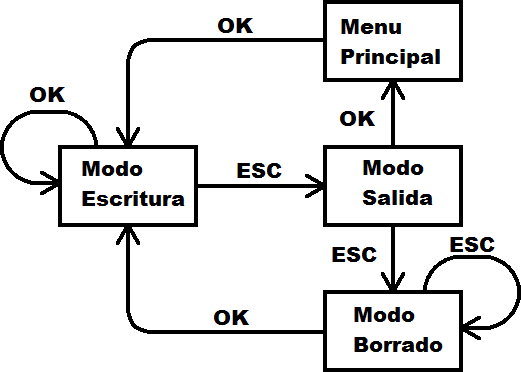 OK
Menu
Principal
OK
OK
Modo
Escritura
ESC
Modo
Salida
ESC
ESC
OK
Modo
Borrado